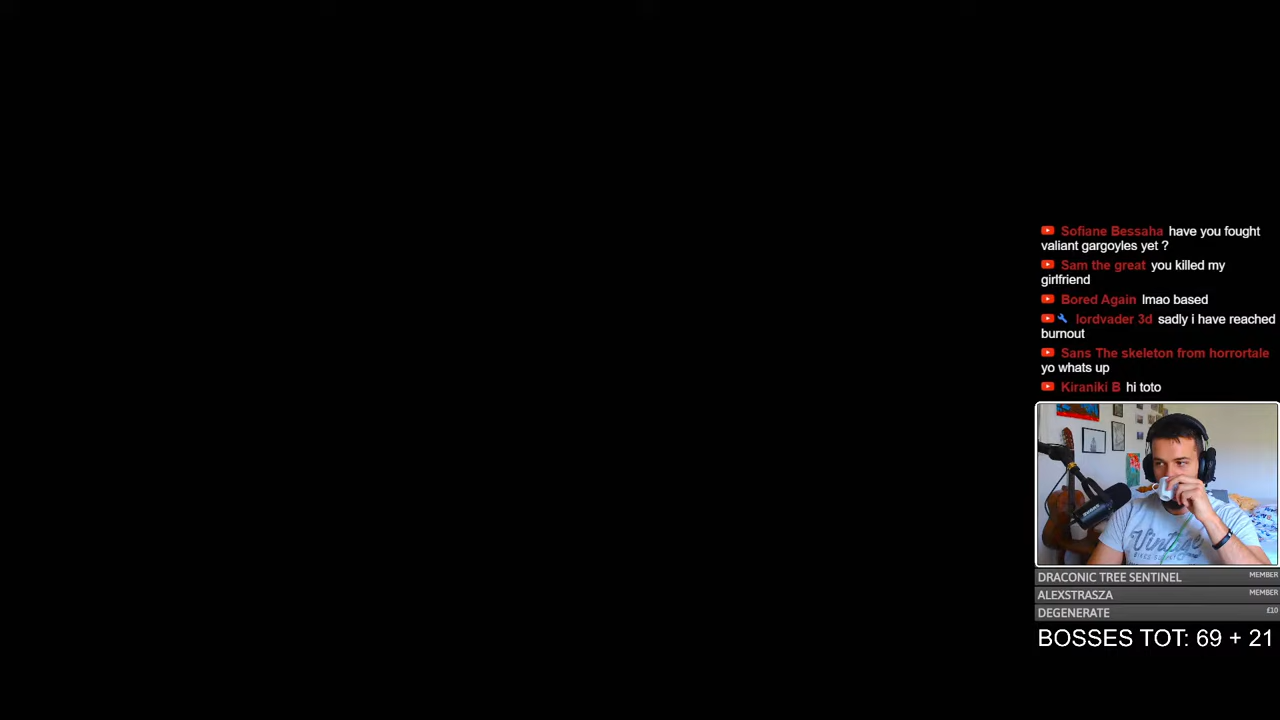 Sofiane Bessaha have you fought
valiant gargoyles yet ?
Sam the great you killed my
girlfriend
Bored Again lmao based
lordvader 3d sadly i have reached
burnout
Sans The skeleton from horrortale
yo whats up
Kiraniki B hi toto
Vintage
DRACONIC TREE SENTINEL MEMBER
ALEXSTRASZA MEMBER
DEGENERATE £10
BOSSES TOT: 69 + 21